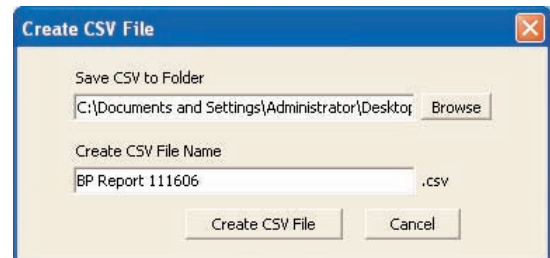 Create CSV File
Save CSV to Folder
C:\Documents and Settings\Administrator\Desktop Browse
Create CSV File Name
BP Report 111606 .csv
Create CSV File Cancel